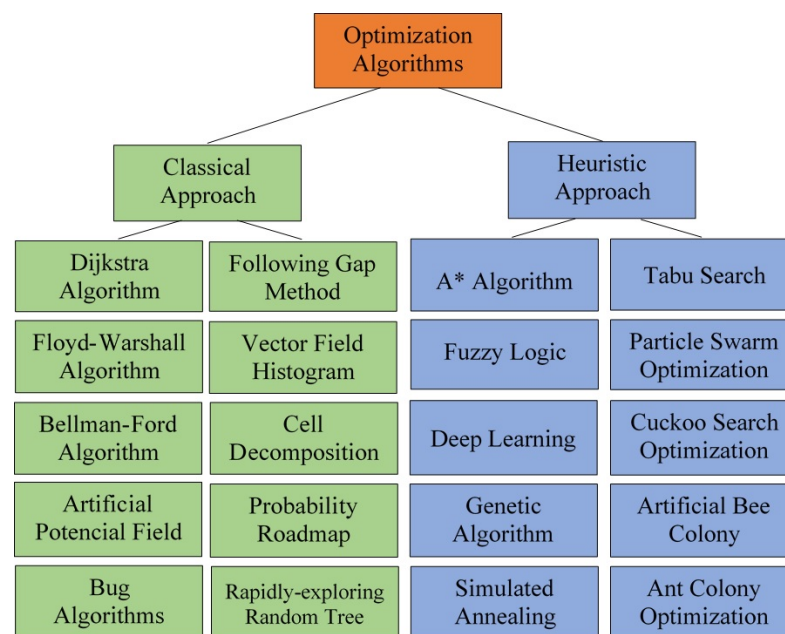 Optimization
Algorithms
Classical
Approach
Heuristic
Approach
Dijkstra
Algorithm
Following Gap
Method
A* Algorithm
Tabu Search
Floyd-Warshall
Algorithm
Vector Field
Histogram
Fuzzy Logic
Particle Swarm
Optimization
Bellman-Ford
Algorithm
Cell
Decomposition
Deep Learning
Cuckoo Search
Optimization
Artificial
Potencial Field
Probability
Roadmap
Genetic
Algorithm
Artificial Bee
Colony
Bug
Algorithms
Rapidly-exploring
Random Tree
Simulated
Annealing
Ant Colony
Optimization